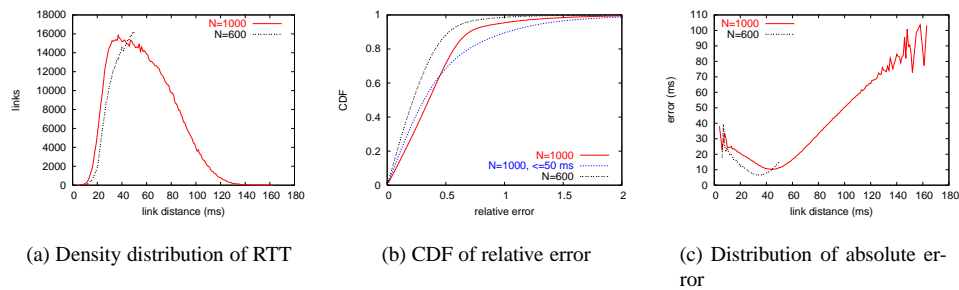 18000
16000
14000
12000
10000
8000
6000
4000
2000
0
links
N=1000
N=600
0 20 40 60 80 100 120 140 160 180
link distance (ms)
(a) Density distribution of RTT
1
0.8
0.6
0.4
0.2
0
CDF
N=1000
N=1000, <=50 ms
N=600
0 0.5 1 1.5 2
relative error
(b) CDF of relative error
110
100
90
80
70
60
50
40
30
20
10
0
error (ms)
N=1000
N=600
0 20 40 60 80 100 120 140 160 180
link distance (ms)
(c) Distribution of absolute er-
ror